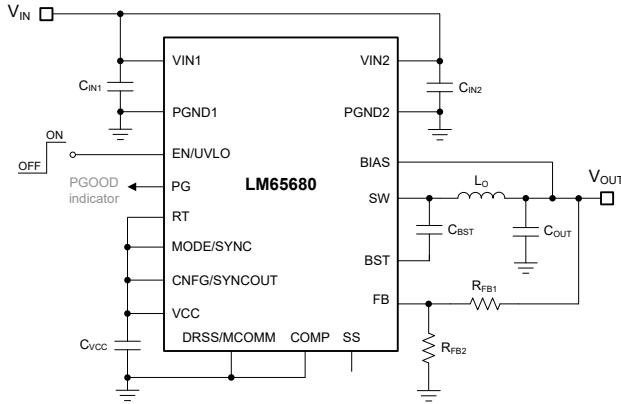 VIN
VIN1
VIN2
CIN1
CIN2
PGND1
PGND2
ON
OFF
EN/UVLO
BIAS
PGOOD
indicator
PG
LM65680
SW
LO
VOUT
RT
CBST
COUT
MODE/SYNC
BST
CNFG/SYNCOUT
FB
RFB1
VCC
CVCC
DRSS/MCOMM
COMP
SS
RFB2